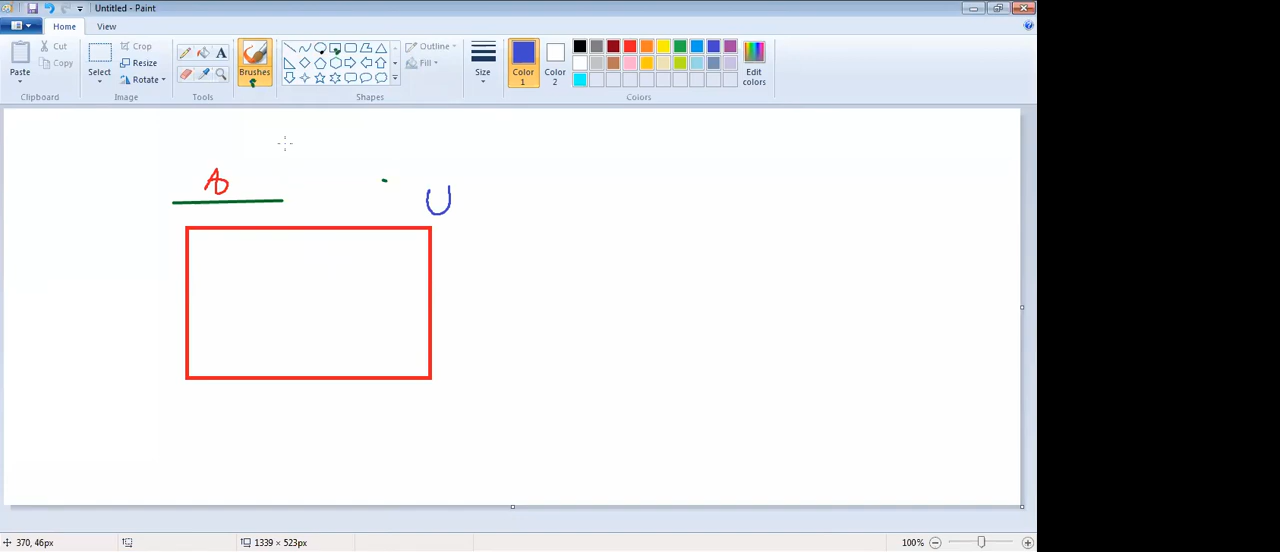 Untitled - Paint
Home View
Cut
Copy
Paste
Clipboard
Crop
Resize
Rotate
Select
Image
A
Tools
Brushes
Outline
Fill
Shapes
Size
Color 1
Color 2
Edit colors
Colors
U
370, 46px
1339 × 523px
100%